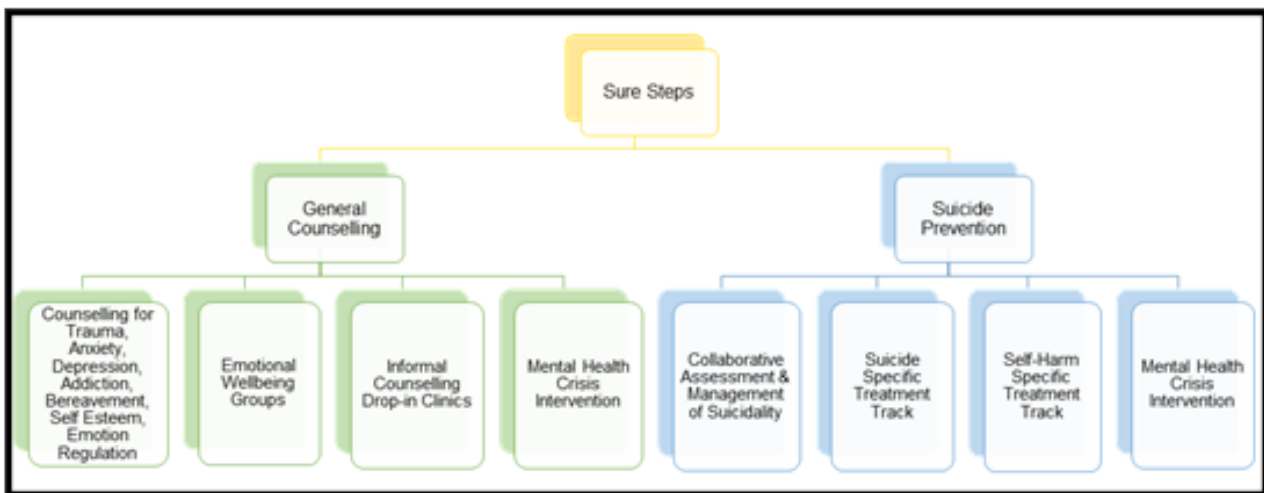 Sure Steps
General
Counselling
Suicide
Prevention
Counselling for
Trauma,
Anxiety,
Depression,
Addiction,
Bereavement,
Self Esteem,
Emotion
Regulation
Emotional
Wellbeing
Groups
Informal
Counselling
Drop-in Clinics
Mental Health
Crisis
Intervention
Collaborative
Assessment &
Management
of Suicidality
Suicide
Specific
Treatment
Track
Self-Harm
Specific
Treatment
Track
Mental Health
Crisis
Intervention